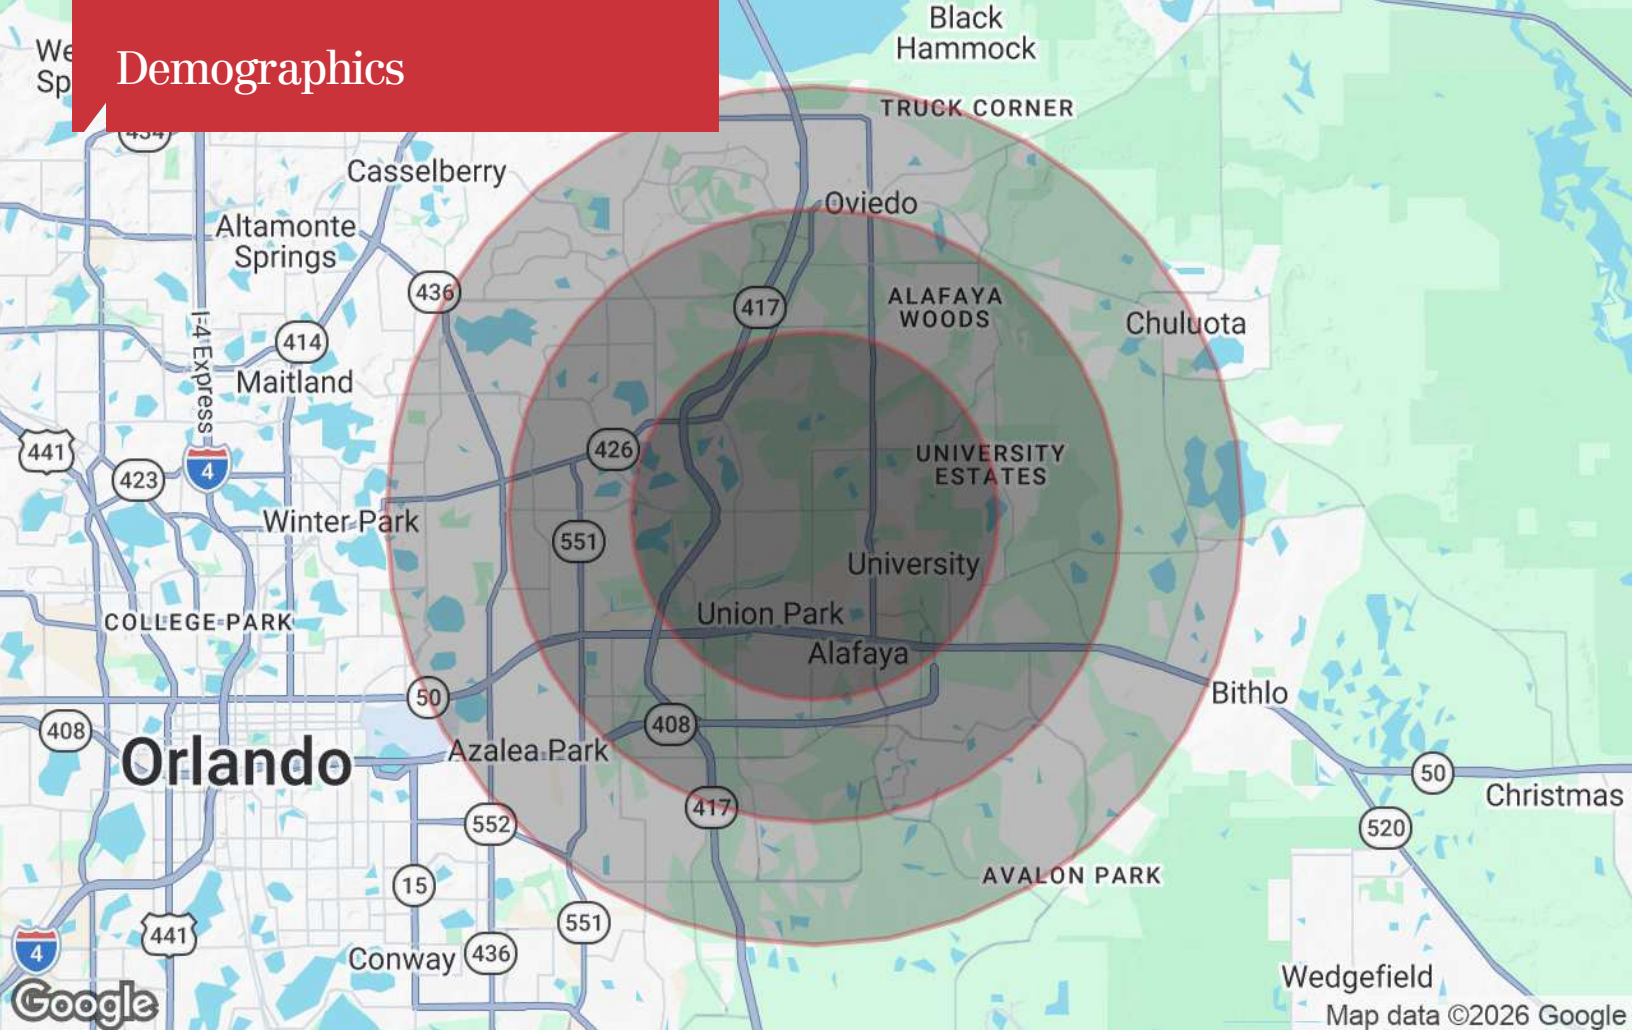 Demographics
Black
Hammock
We
Sp
TRUCK CORNER
434
Casselberry
Oviedo
Altamonte
Springs
436
417
ALAFAYA
WOODS
Chuluota
I-4 Express
414
Maitland
441
426
UNIVERSITY
ESTATES
4
423
Winter Park
551
University
Union Park
COLLEGE PARK
Alafaya
50
Bithlo
408
408
Azalea Park
Orlando
50
417
Christmas
552
520
15
AVALON PARK
551
441
4
436
Conway
Wedgefield
Google
Map data ©2026 Google